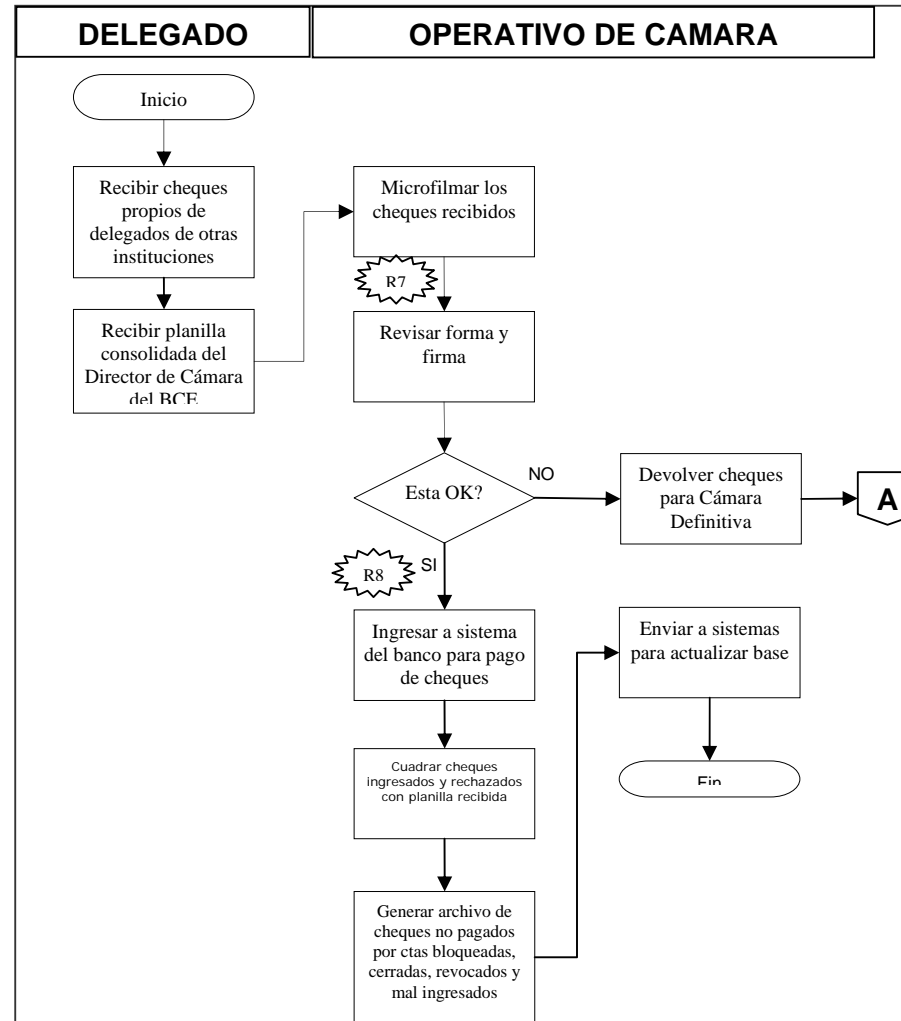 DELEGADO
OPERATIVO DE CAMARA
Inicio
Recibir cheques
propios de
delegados de otras
instituciones
Recibir planilla
consolidada del
Director de Cámara
del BCE
Microfilmar los
cheques recibidos
R7
Revisar forma y
firma
Esta OK?
NO
Devolver cheques
para Cámara
Definitiva
A
R8
SI
Ingresar a sistema
del banco para pago
de cheques
Cuadrar cheques
ingresados y rechazados
con planilla recibida
Generar archivo de
cheques no pagados
por ctas bloqueadas,
cerradas, revocados y
mal ingresados
Enviar a sistemas
para actualizar base
Fin